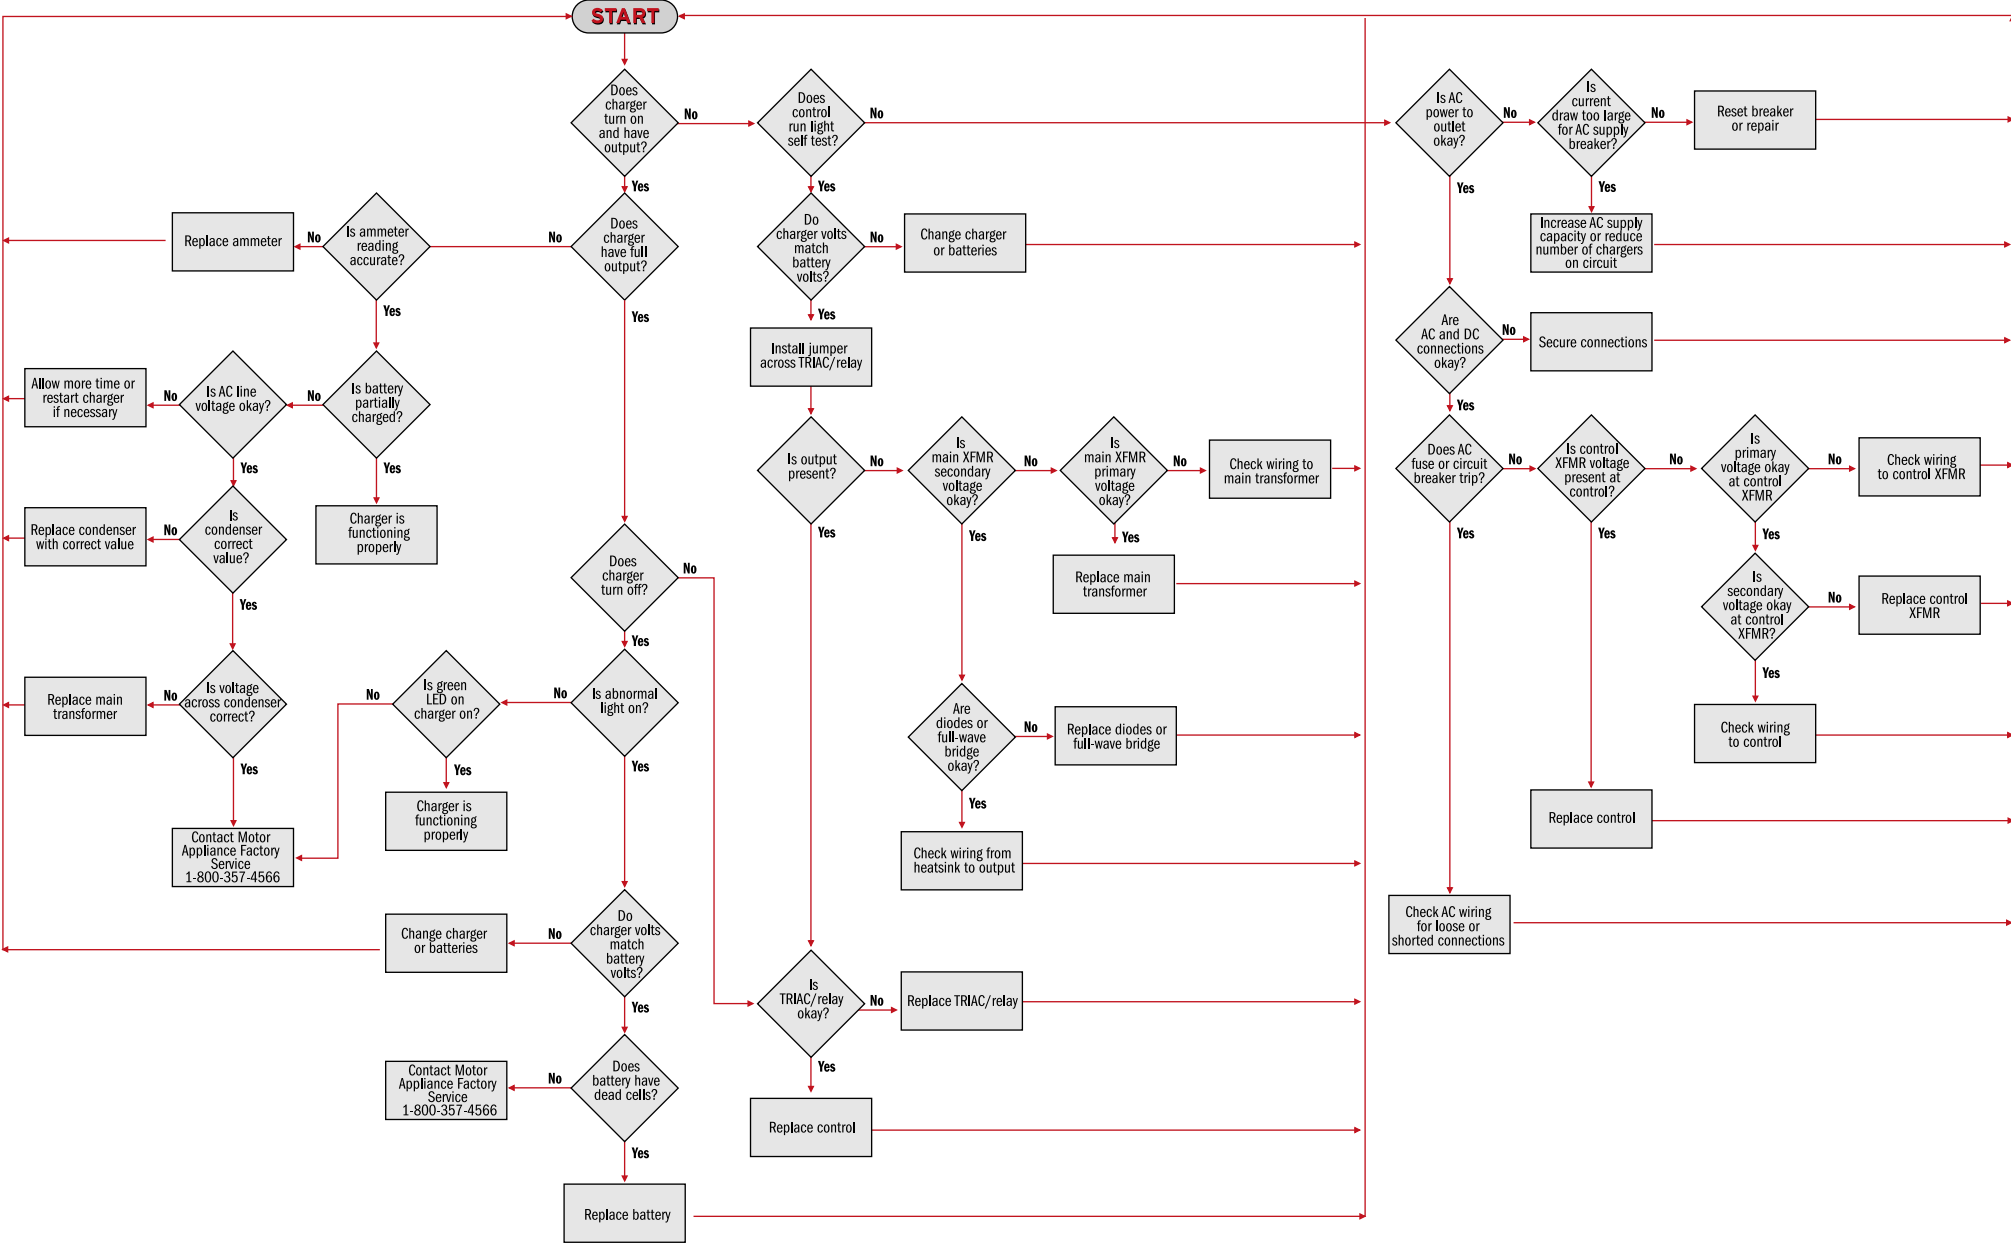 START
Does
charger
turn on
and have
output?
No
Yes
Does
control
run light
self test?
No
Yes
Is AC
power to
outlet
okay?
No
Yes
Is
current
draw too large
for AC supply
breaker?
No
Yes
Reset breaker
or repair
Replace ammeter
No
Is ammeter
reading
accurate?
Yes
No
Does
charger
have full
output?
Yes
Do
charger volts
match
battery
volts?
No
Yes
Change charger
or batteries
Increase AC supply
capacity or reduce
number of chargers
on circuit
Install jumper
across TRIAC/relay
Are
AC and DC
connections
okay?
No
Yes
Secure connections
Allow more time or
restart charger
if necessary
No
Is AC line
voltage okay?
Yes
No
Is battery
partially
charged?
Yes
Is output
present?
No
Yes
Is
main XFMR
secondary
voltage
okay?
No
Yes
Is
main XFMR
primary
voltage
okay?
No
Yes
Check wiring to
main transformer
Does AC
fuse or circuit
breaker trip?
No
Yes
Is control
XFMR voltage
present at
control?
No
Yes
Is
primary
voltage okay
at control
XFMR
No
Yes
Check wiring
to control XFMR
Replace condenser
with correct value
No
Is
condenser
correct
value?
Yes
Charger is
functioning
properly
Does
charger
turn off?
No
Yes
Replace main
transformer
Is
secondary
voltage okay
at control
XFMR?
No
Yes
Replace control
XFMR
Replace main
transformer
No
Is voltage
across condenser
correct?
Yes
No
Is green
LED on
charger on?
Yes
No
Is abnormal
light on?
Yes
Are
diodes or
full-wave
bridge
okay?
No
Yes
Replace diodes or
full-wave bridge
Check wiring
to control
Charger is
functioning
properly
Replace control
Contact Motor
Appliance Factory
Service
1-800-357-4566
Check wiring from
heatsink to output
Change charger
or batteries
No
Do
charger volts
match
battery
volts?
Yes
Check AC wiring
for loose or
shorted connections
Is
TRIAC/relay
okay?
No
Yes
Replace TRIAC/relay
Contact Motor
Appliance Factory
Service
1-800-357-4566
No
Does
battery have
dead cells?
Yes
Replace control
Replace battery